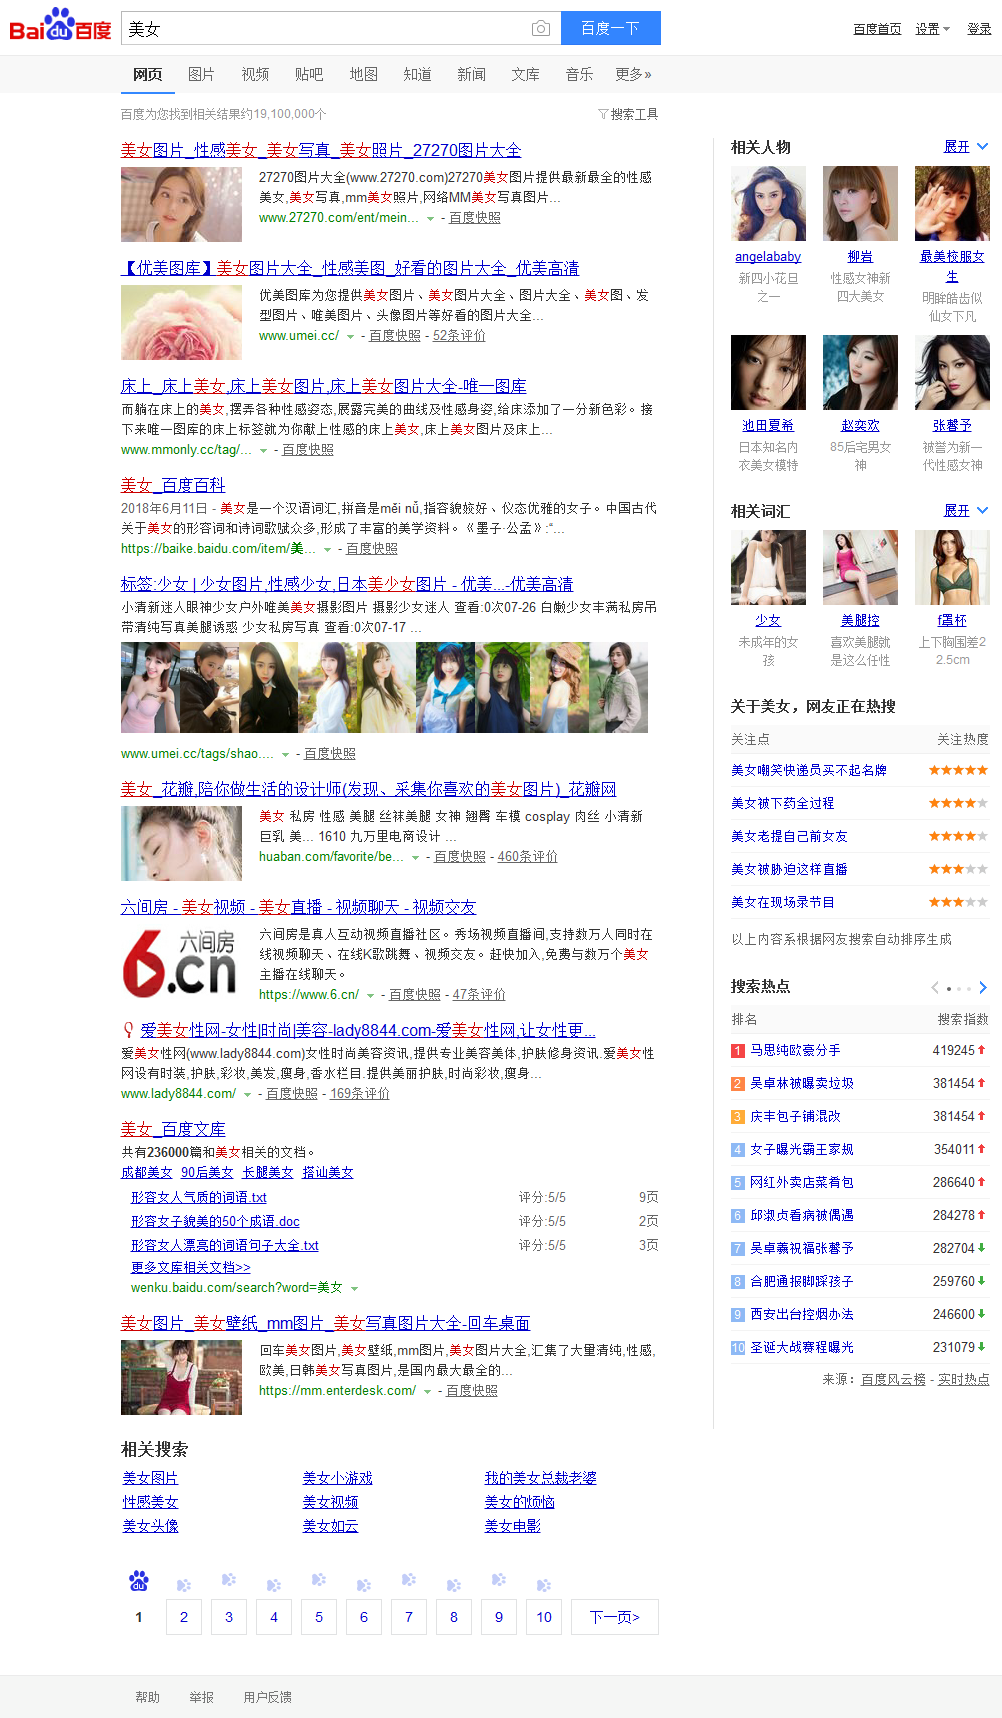 Bai du 百度
美女
百度一下
百度首页 设置 登录
网页 图片 视频 贴吧 地图 知道 新闻 文库 音乐 更多»
百度为您找到相关结果约19,100,000个
搜索工具
美女图片_性感美女_美女写真_美女照片_27270图片大全
27270图片大全(www.27270.com)27270美女图片提供最新最全的性感
美女,美女写真,mm美女照片,网络MM美女写真图片...
www.27270.com/ent/mein... - 百度快照
【优美图库】美女图片大全_性感美图_好看的图片大全_优美高清
优美图库为您提供美女图片、美女图片大全、图片大全、美女图、发
型图片、唯美图片、头像图片等好看的图片大全...
www.umei.cc/ - 百度快照 - 52条评价
床上_床上美女,床上美女图片,床上美女图片大全-唯一图库
而躺在床上的美女,摆弄各种性感姿态,展露完美的曲线及性感身姿,给床添加了一分新色彩。接
下来唯一图库的床上标签就为你献上性感的床上美女,床上美女图片及床上...
www.mmonly.cc/tag/... - 百度快照
美女_百度百科
2018年6月11日 - 美女是一个汉语词汇,拼音是měi nǚ,指容貌姣好、仪态优雅的女子。中国古代
关于美女的形容词和诗词歌赋众多,形成了丰富的美学资料。《墨子·公孟》:“...
https://baike.baidu.com/item/美... - 百度快照
标签:少女 | 少女图片,性感少女,日本美少女图片 - 优美...-优美高清
小清新迷人眼神少女户外唯美美女摄影图片 摄影少女迷人 查看:0次07-26 白嫩少女丰满私房吊
带清纯写真美腿诱惑 少女私房写真 查看:0次07-17 ...
www.umei.cc/tags/shao.... - 百度快照
美女_花瓣,陪你做生活的设计师(发现、采集你喜欢的美女图片)_花瓣网
美女 私房 性感 美腿 丝袜美腿 女神 翘臀 车模 cosplay 肉丝 小清新
巨乳 美... 1610 九万里电商设计 ...
huaban.com/favorite/be... - 百度快照 - 460条评价
六间房 - 美女视频 - 美女直播 - 视频聊天 - 视频交友
六间房
6.cn
六间房是真人互动视频直播社区。秀场视频直播间,支持数万人同时在
线视频聊天、在线K歌跳舞、视频交友。赶快加入,免费与数万个美女
主播在线聊天。
https://www.6.cn/ - 百度快照 - 47条评价
爱美女性网-女性|时尚|美容-lady8844.com-爱美女性网,让女性更...
爱美女性网(www.lady8844.com)女性时尚美容资讯,提供专业美容美体,护肤修身资讯.爱美女性
网设有时装,护肤,彩妆,美发,瘦身,香水栏目.提供美丽护肤,时尚彩妆,瘦身...
www.lady8844.com/ - 百度快照 - 169条评价
美女_百度文库
共有236000篇和美女相关的文档。
成都美女 90后美女 长腿美女 搭讪美女
形容女人气质的词语.txt 评分:5/5 9页
形容女子貌美的50个成语.doc 评分:5/5 2页
形容女人漂亮的词语句子大全.txt 评分:5/5 3页
更多文库相关文档>>
wenku.baidu.com/search?word=美女
美女图片_美女壁纸_mm图片_美女写真图片大全-回车桌面
回车美女图片,美女壁纸,mm图片,美女图片大全,汇集了大量清纯,性感,
欧美,日韩美女写真图片,是国内最大最全的...
https://mm.enterdesk.com/ - 百度快照
相关搜索
美女图片 美女小游戏 我的美女总裁老婆
性感美女 美女视频 美女的烦恼
美女头像 美女如云 美女电影
du
1 2 3 4 5 6 7 8 9 10 下一页>
帮助 举报 用户反馈
相关人物 展开
angelababy 柳岩 最美校服女
生
新四小花旦
之一
性感女神新
四大美女
明眸皓齿似
仙女下凡
池田夏希 赵奕欢 张馨予
日本知名内
衣美女模特
85后宅男女
神
被誉为新一
代性感女神
相关词汇 展开
少女 美腿控 f罩杯
未成年的女
孩
喜欢美腿就
是这么任性
上下胸围差2
2.5cm
关于美女，网友正在热搜
关注点 关注热度
美女嘲笑快递员买不起名牌
美女被下药全过程
美女老提自己前女友
美女被胁迫这样直播
美女在现场录节目
以上内容系根据网友搜索自动排序生成
搜索热点
排名 搜索指数
1 马思纯欧豪分手 419245
2 吴卓林被曝卖垃圾 381454
3 庆丰包子铺混改 381454
4 女子曝光霸王家规 354011
5 网红外卖店菜肴包 286640
6 邱淑贞看病被偶遇 284278
7 吴卓羲祝福张馨予 282704
8 合肥通报脚踩孩子 259760
9 西安出台控烟办法 246600
10 圣诞大战赛程曝光 231079
来源：百度风云榜 - 实时热点